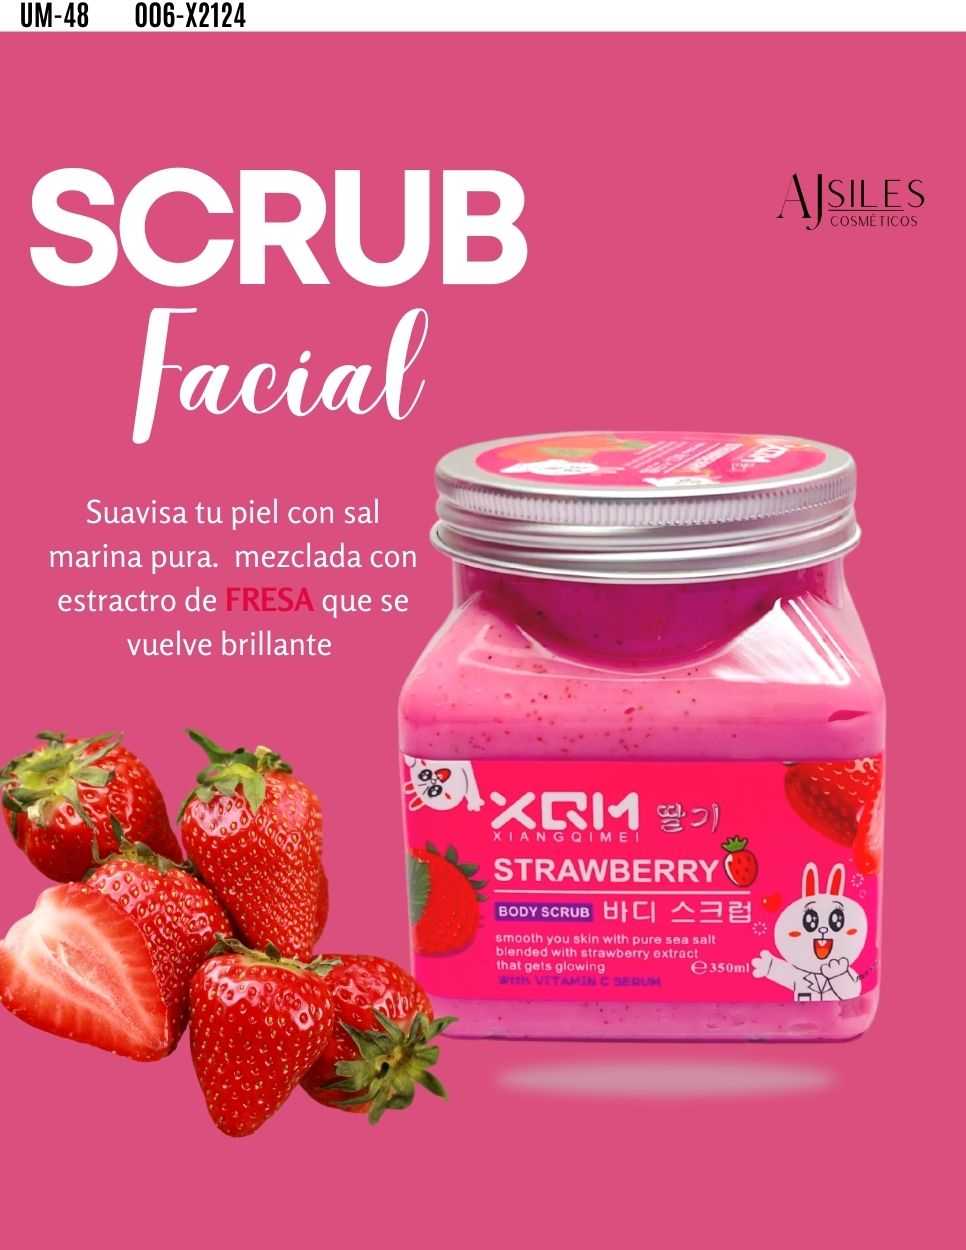 UM-48 006-X2124
SCRUB
Facial
AJSILES
COSMÉTICOS
Suavisa tu piel con sal
marina pura. mezclada con
estractro de FRESA que se
vuelve brillante
XQM 딸기
XIANGQIMEI
STRAWBERRY
BODY SCRUB 바디 스크럽
smooth you skin with pure sea salt
blended with strawberry extract
that gets glowing
℮350ml
With VITAMIN C SERUM